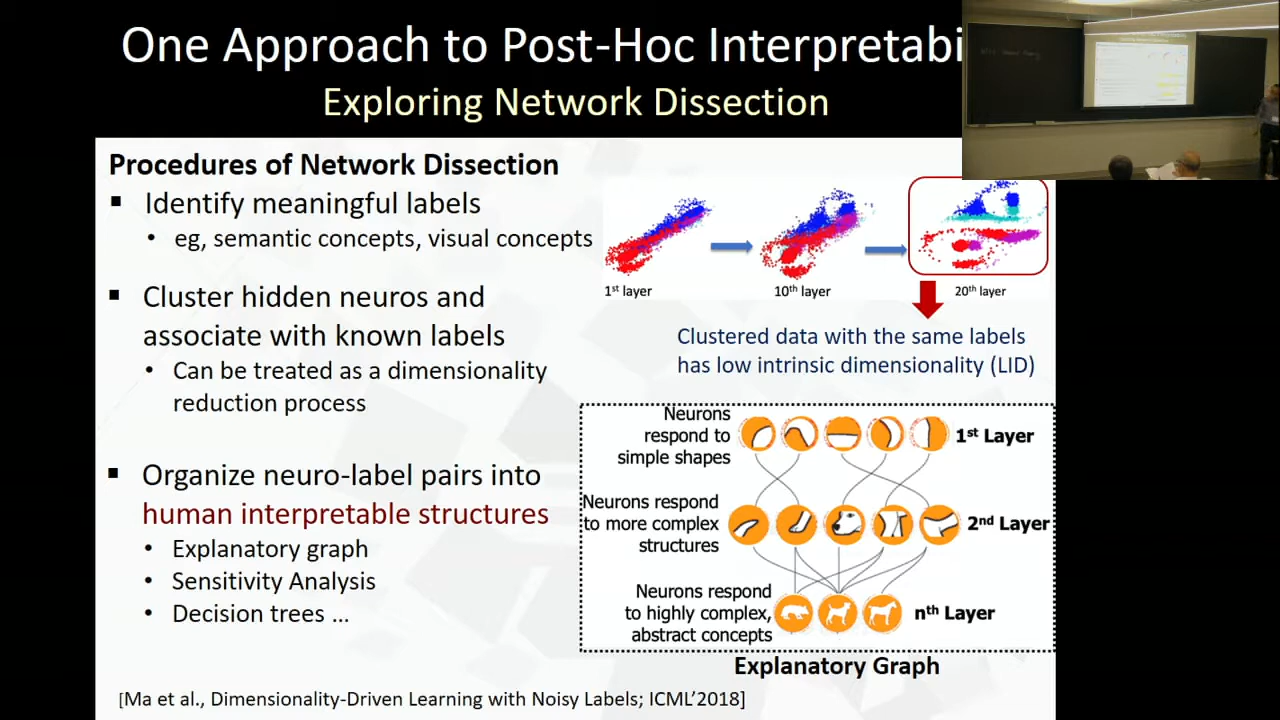 One Approach to Post-Hoc Interpretabi
Exploring Network Dissection
Procedures of Network Dissection
Identify meaningful labels
eg, semantic concepts, visual concepts
Cluster hidden neuros and
associate with known labels
Can be treated as a dimensionality
reduction process
Organize neuro-label pairs into
human interpretable structures
Explanatory graph
Sensitivity Analysis
Decision trees ...
1st layer
10th layer
20th layer
Clustered data with the same labels
has low intrinsic dimensionality (LID)
Neurons
respond to
simple shapes
1st Layer
Neurons respond
to more complex
structures
2nd Layer
Neurons respond
to highly complex,
abstract concepts
nth Layer
Explanatory Graph
[Ma et al., Dimensionality-Driven Learning with Noisy Labels; ICML'2018]